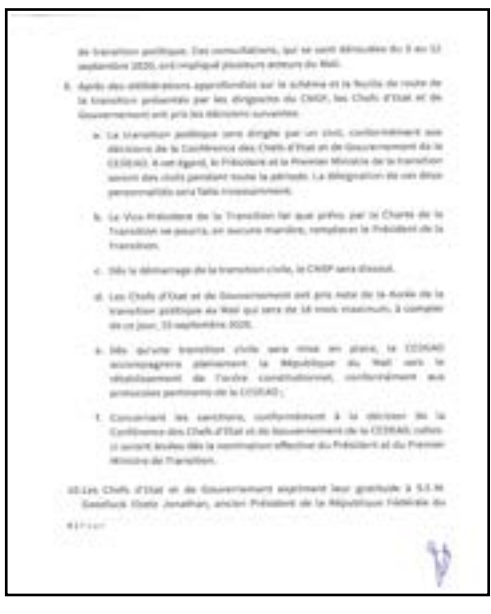 de transition politique. Ces consultations, qui se sont déroulées du 5 au 12
septembre 2020, ont impliqué plusieurs acteurs du Mali.
9. Après des délibérations approfondies sur le schéma et la feuille de route de
la transition présentés par les dirigeants du CNSP, les Chefs d'Etat et de
Gouvernement ont pris les décisions suivantes:
a. La transition politique sera dirigée par un civil, conformément aux
décisions de la Conférence des Chefs d'Etat et de Gouvernement de la
CEDEAO. A cet égard, le Président et le Premier Ministre de la transition
seront des civils pendant toute la période. La désignation de ces deux
personnalités sera faite incessamment.
b. Le Vice-Président de la Transition tel que prévu par la Charte de la
Transition ne pourra, en aucune manière, remplacer le Président de la
Transition.
c. Dès le démarrage de la transition civile, le CNSP sera dissout.
d. Les Chefs d'Etat et de Gouvernement ont pris note de la durée de la
transition politique au Mali qui sera de 18 mois maximum, à compter
de ce jour, 15 septembre 2020.
e. Dès qu'une transition civile sera mise en place, la CEDEAO
accompagnera pleinement la République du Mali vers le
rétablissement de l'ordre constitutionnel, conformément aux
protocoles pertinents de la CEDEAO ;
f. Concernant les sanctions, conformément à la décision de la
Conférence des Chefs d'Etat et de Gouvernement de la CEDEAO, celles-
ci seront levées dès la nomination effective du Président et du Premier
Ministre de Transition.
10. Les Chefs d'Etat et de Gouvernement expriment leur gratitude à S.E.M.
Goodluck Ebele Jonathan, ancien Président de la République Fédérale du